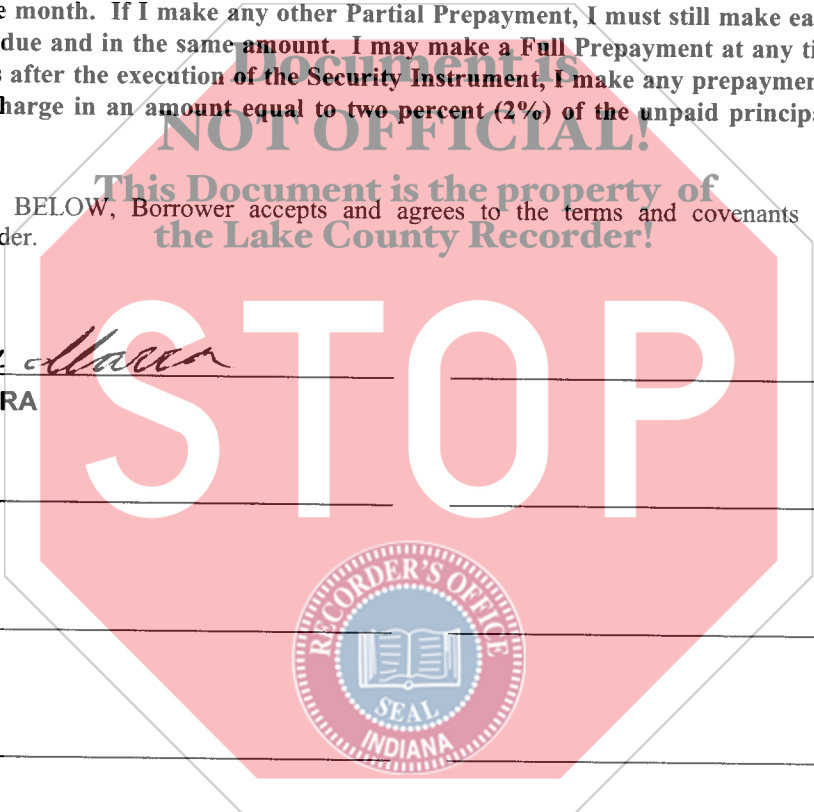 e month. If I make any other Partial Prepayment, I must still make ea
due and in the same amount. I may make a Full Prepayment at any ti
s after the execution of the Security Instrument, I make any prepaymen
harge in an amount equal to two percent (2%) of the unpaid principa
Document is
NOT OFFICIAL!
This Document is the property of
the Lake County Recorder!
BELOW, Borrower accepts and agrees to the terms and covenants
der.
RA
STOP
RECORDER'S OFFICE
SEAL
INDIANA